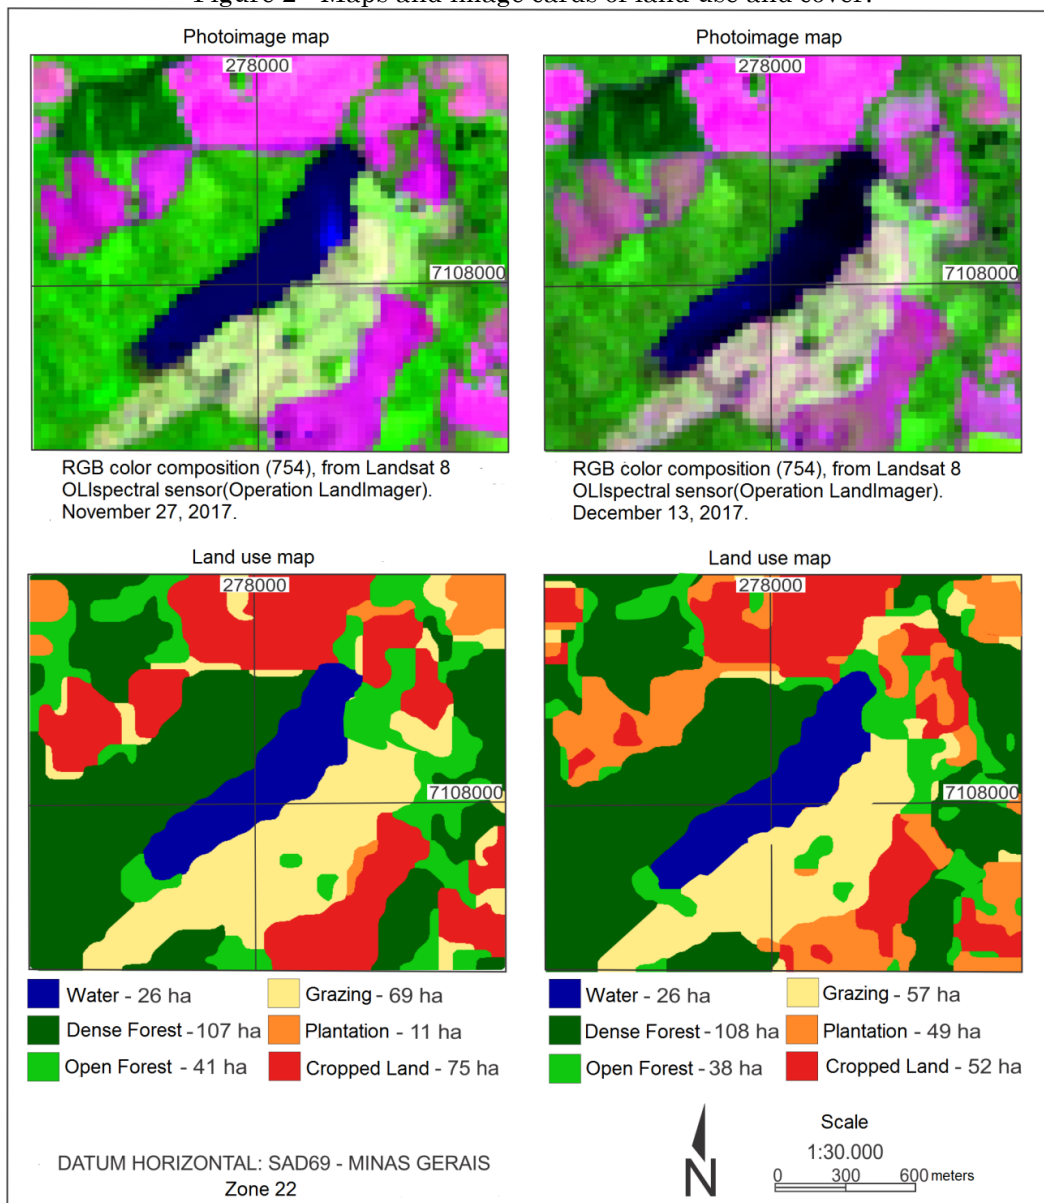 Figure 2 - Maps and image cards of land use and cover.
Photoimage map
Photoimage map
278000
278000
7108000
7108000
RGB color composition (754), from Landsat 8
OLIspectral sensor(Operation LandImager).
November 27, 2017.
RGB color composition (754), from Landsat 8
OLIspectral sensor(Operation LandImager).
December 13, 2017.
Land use map
Land use map
278000
278000
7108000
7108000
Water - 26 ha
Grazing - 69 ha
Dense Forest -107 ha
Plantation - 11 ha
Open Forest - 41 ha
Cropped Land - 75 ha
Water - 26 ha
Grazing - 57 ha
Dense Forest - 108 ha
Plantation - 49 ha
Open Forest -38 ha
Cropped Land - 52 ha
DATUM HORIZONTAL: SAD69 - MINAS GERAIS
Zone 22
N
Scale
1:30.000
0 300 600 meters